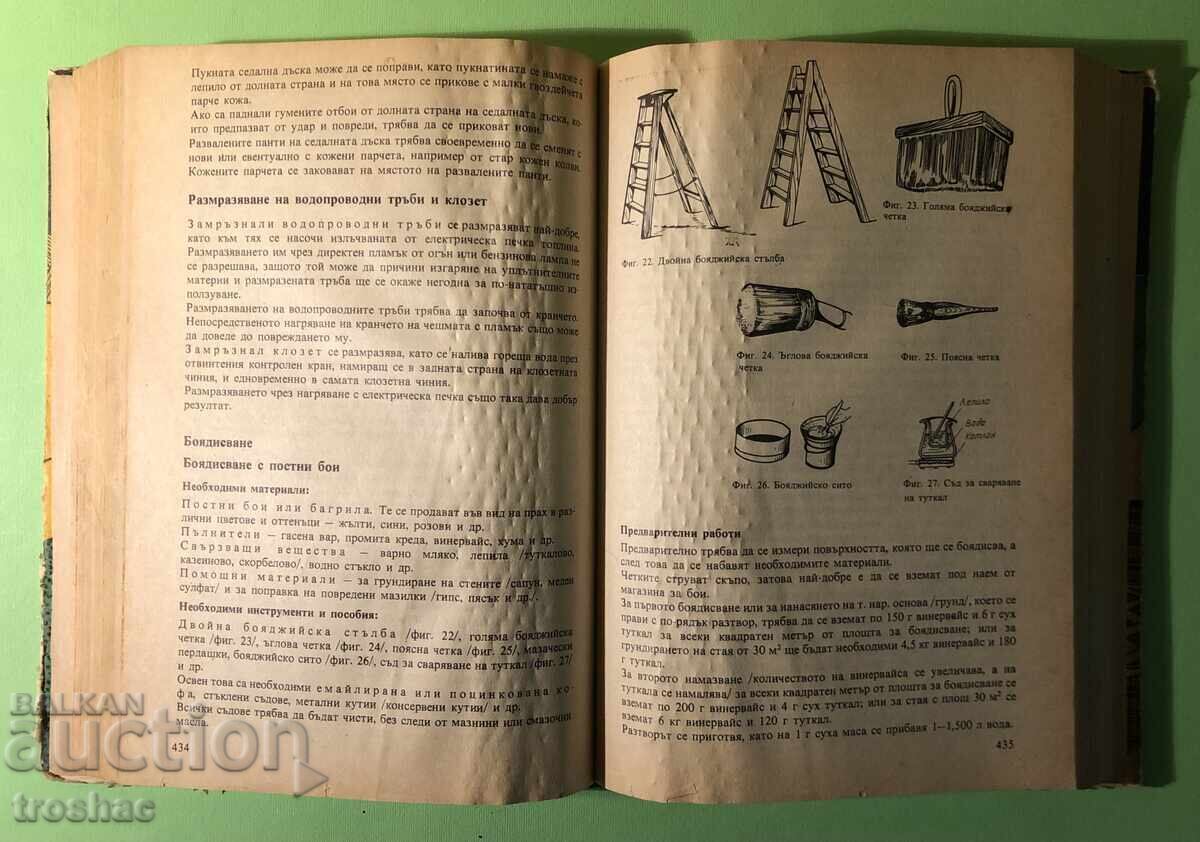 Пукната седална дъска може да се поправи, като пукнатината се намаже с
лепило от долната страна и на това място се прикове с малки гвоздейчета
парче кожа.
Ако са паднали гумените отбои от долната страна на седалната дъска, ко-
ито предпазват от удар и повреди, трябва да се приковат нови.
Развалените панти на седалната дъска трябва своевременно да се сменят с
нови или евентуално с кожени парчета, например от стар кожен колан.
Кожените парчета се заковават на мястото на развалените панти.
Размразяване на водопроводни тръби и клозет
Замръзнали водопроводни тръби се размразяват най-добре,
като към тях се насочи излъчваната от електрическа печка топлина.
Размразяването им чрез директен пламък от огън или бензинова лампа не
се разрешава, защото той може да причини изгаряне на уплътнителните
материи и размразената тръба ще се окаже негодна за по-нататъшно из-
ползуване.
Размразяването на водопроводните тръби трябва да започва от кранчето.
Непосредственото нагряване на кранчето на чешмата с пламък също може
да доведе до повреждането му.
Замръзнал клозет се размразява, като се налива гореща вода през
отвинтения контролен кран, намиращ се в задната страна на клозетната
чиния, и едновременно в самата клозетна чиния.
Размразяването чрез нагряване с електрическа печка също така дава добър
резултат.
Боядисване
Боядисване с постни бои
Необходими материали:
Постни бои или багрила. Те се продават във вид на прах в раз-
лични цветове и оттенъци – жълти, сини, розови и др.
Пълнители – гасена вар, промита креда, винервайс, хума и др.
Свързващи вещества – варно мляко, лепила /туткалово,
казеиново, скорбелово/, водно стъкло и др.
Помощни материали – за грундиране на стените /сапун, меден
сулфат/ и за поправка на повредени мазилки /гипс, пясък и др./.
Необходими инструменти и пособия:
Двойна бояджийска стълба /фиг. 22/, голяма бояджийска
четка /фиг. 23/, ъглова четка /фиг. 24/, поясна четка /фиг. 25/, мазачески
пердашки, бояджийско сито /фиг. 26/, съд за сваряване на туткал /фиг. 27/
и др.
Освен това са необходими емайлирана или поцинкована ко-
фа, стъклени съдове, метални кутии /консервени кутии/ и др.
Всички съдове трябва да бъдат чисти, без следи от мазнини или смазочни
масла.
434
Фиг. 22. Двойна бояджийска стълба
Фиг. 23. Голяма бояджийска
четка
Фиг. 24. Ъглова бояджийска
четка
Фиг. 25. Поясна четка
Лепило
Вода
Котлон
Фиг. 26. Бояджийско сито
Фиг. 27. Съд за сваряване
на туткал
Предварителни работи
Предварително трябва да се измери повърхността, която ще се боядисва, а
след това да се набавят необходимите материали.
Четките струват скъпо, затова най-добре е да се вземат под наем от
магазина за бои.
За първото боядисване или за нанасянето на т. нар. основа /грунд/, което се
прави с по-рядък разтвор, трябва да се вземат по 150 г винервайс и 6 г сух
туткал за всеки квадратен метър от площта за боядисване; или за
грундирането на стая от 30 м² ще бъдат необходими 4,5 кг винервайс и 180
г туткал.
За второто намазване /количеството на винервайса се увеличава, а на
туткала се намалява/ за всеки квадратен метър от площта за боядисване се
вземат по 200 г винервайс и 4 г сух туткал; или за стая с площ 30 м² се
вземат 6 кг винервайс и 120 г туткал.
Разтворът се приготвя, като на 1 г суха маса се прибавя 1–1,500 л вода.
435
BALKAN
auction
troshac